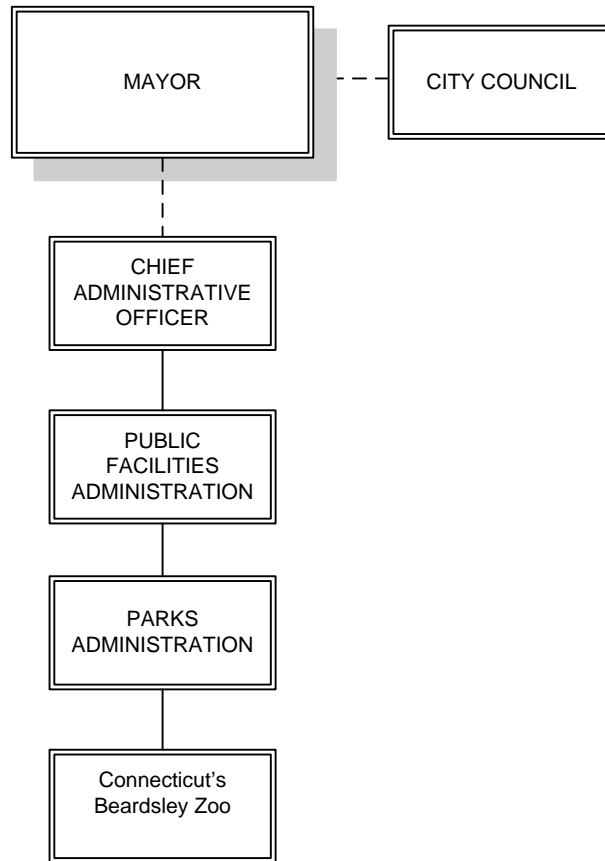 MAYOR
CITY COUNCIL
CHIEF
ADMINISTRATIVE
OFFICER
PUBLIC
FACILITIES
ADMINISTRATION
PARKS
ADMINISTRATION
Connecticut's
Beardsley Zoo